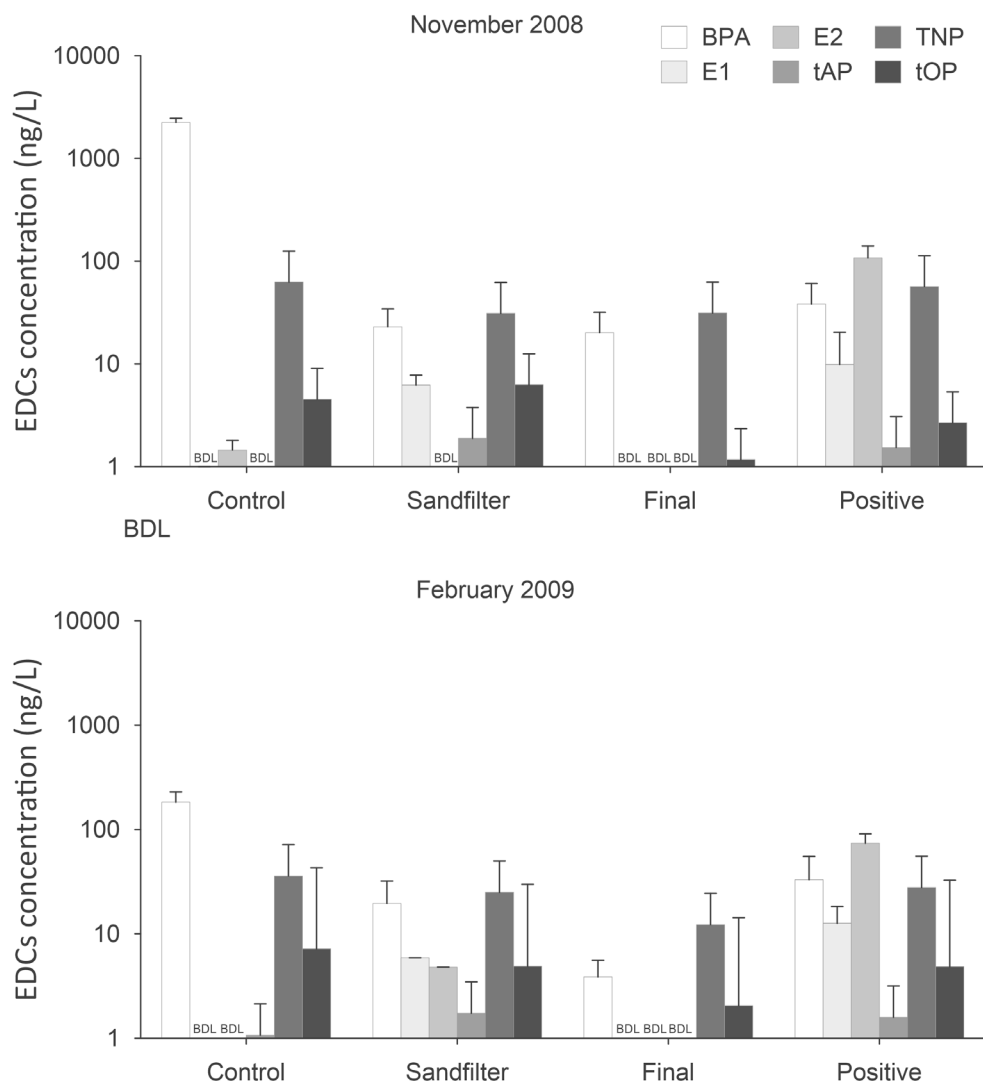 November 2008
BPA E2 TNP
E1 tAP tOP
EDCs concentration (ng/L)
10000
1000
100
10
1
BDL BDL BDL BDL BDL BDL BDL
Control Sandfilter Final Positive
BDL
February 2009
EDCs concentration (ng/L)
10000
1000
100
10
1
BDL BDL BDL BDL BDL
Control Sandfilter Final Positive